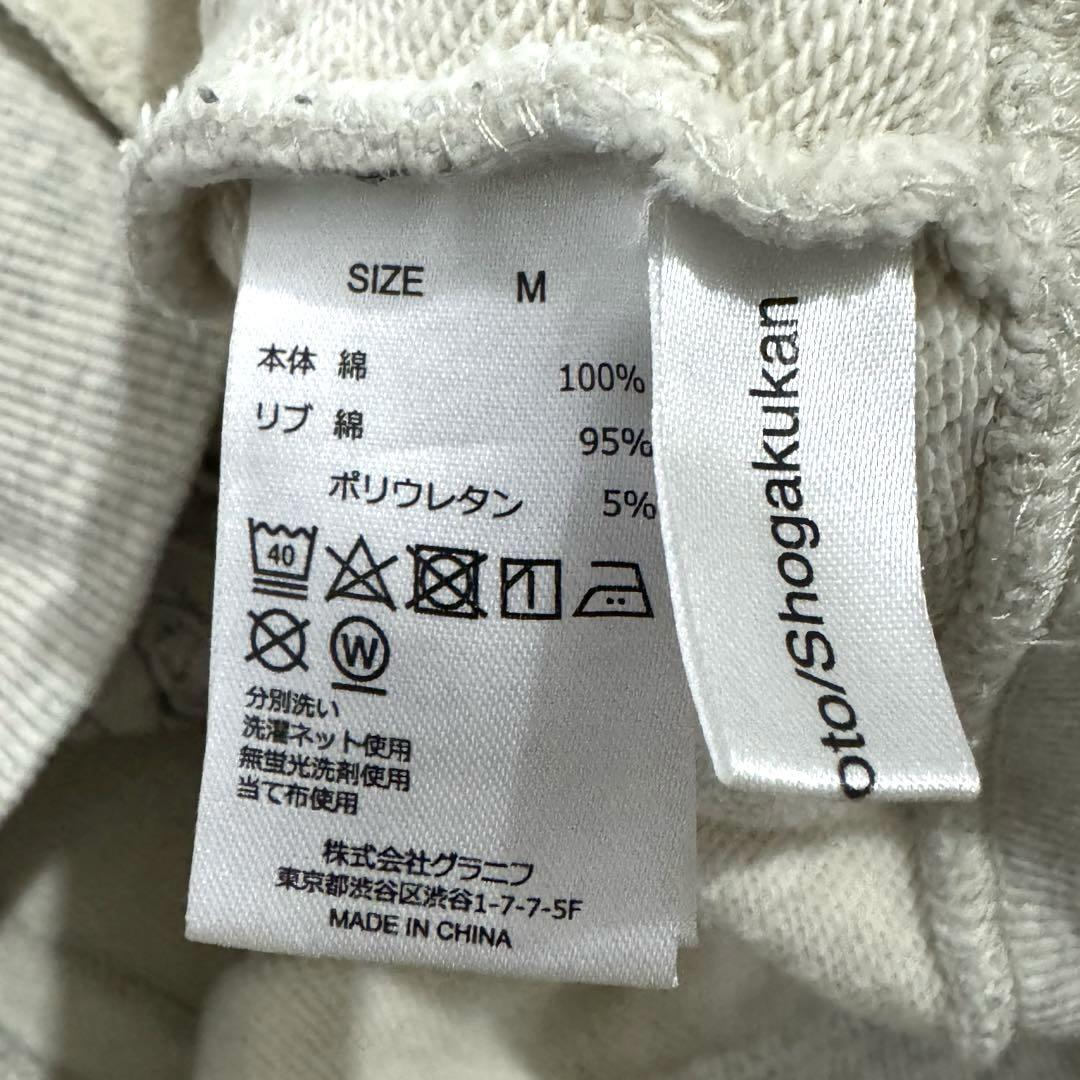 SIZE M
本体 綿 100%
リブ 綿 95%
ポリウレタン 5%
40
W
分別洗い
洗濯ネット使用
無蛍光洗剤使用
当て布使用
株式会社グラニフ
東京都渋谷区渋谷1-7-7-5F
MADE IN CHINA
oto/Shogakukan